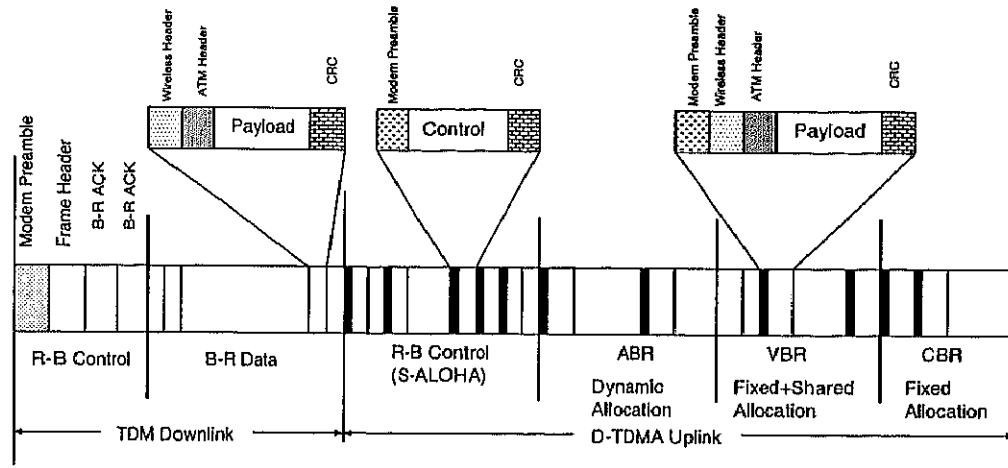 Wireless Header
ATM Header
CRC
Payload
Modem Preamble
CRC
Control
Modem Preamble
Wireless Header
ATM Header
CRC
Payload
Modem Preamble
Frame Header
B-R ACK
B-R ACK
R-B Control
B-R Data
R-B Control
(S-ALOHA)
ABR
Dynamic
Allocation
VBR
Fixed+Shared
Allocation
CBR
Fixed
Allocation
TDM Downlink
D-TDMA Uplink